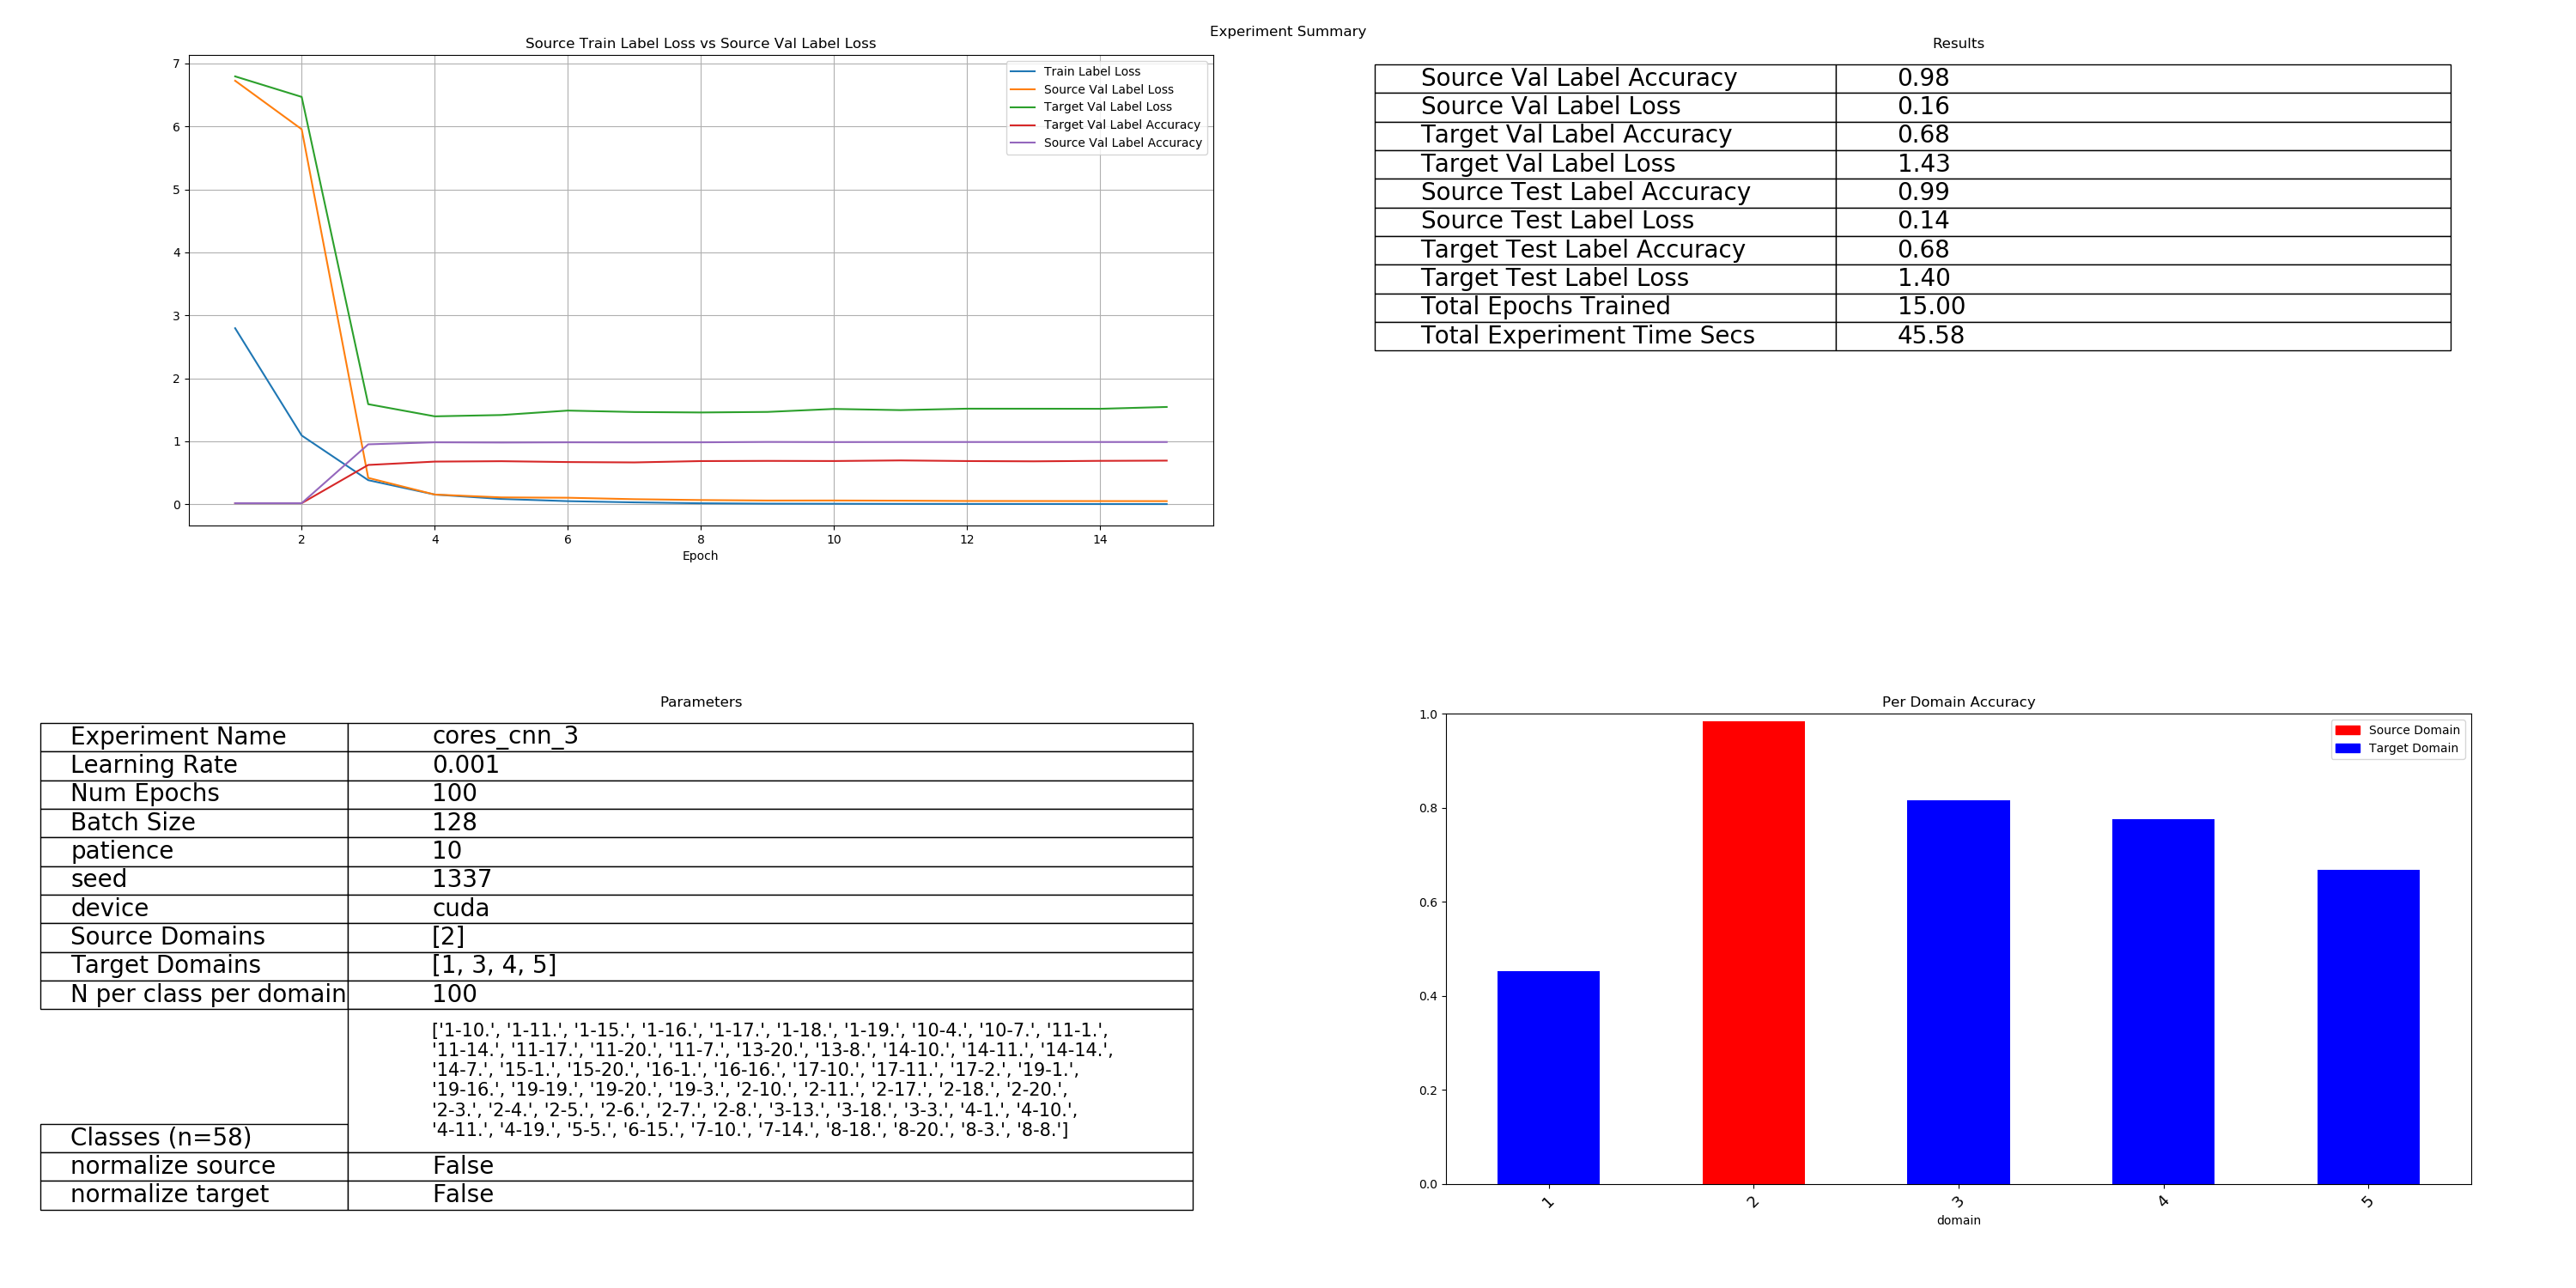 Experiment Summary
Source Train Label Loss vs Source Val Label Loss
7
6
5
4
3
2
1
0
2
4
6
8
10
12
14
Epoch
Train Label Loss
Source Val Label Loss
Target Val Label Loss
Target Val Label Accuracy
Source Val Label Accuracy
Results
Source Val Label Accuracy 0.98
Source Val Label Loss 0.16
Target Val Label Accuracy 0.68
Target Val Label Loss 1.43
Source Test Label Accuracy 0.99
Source Test Label Loss 0.14
Target Test Label Accuracy 0.68
Target Test Label Loss 1.40
Total Epochs Trained 15.00
Total Experiment Time Secs 45.58
Parameters
Experiment Name cores_cnn_3
Learning Rate 0.001
Num Epochs 100
Batch Size 128
patience 10
seed 1337
device cuda
Source Domains [2]
Target Domains [1, 3, 4, 5]
N per class per domain 100
['1-10.', '1-11.', '1-15.', '1-16.', '1-17.', '1-18.', '1-19.', '10-4.', '10-7.', '11-1.',
'11-14.', '11-17.', '11-20.', '11-7.', '13-20.', '13-8.', '14-10.', '14-11.', '14-14.',
'14-7.', '15-1.', '15-20.', '16-1.', '16-16.', '17-10.', '17-11.', '17-2.', '19-1.',
'19-16.', '19-19.', '19-20.', '19-3.', '2-10.', '2-11.', '2-17.', '2-18.', '2-20.',
'2-3.', '2-4.', '2-5.', '2-6.', '2-7.', '2-8.', '3-13.', '3-18.', '3-3.', '4-1.', '4-10.',
'4-11.', '4-19.', '5-5.', '6-15.', '7-10.', '7-14.', '8-18.', '8-20.', '8-3.', '8-8.']
Classes (n=58)
normalize source False
normalize target False
Per Domain Accuracy
1.0
0.8
0.6
0.4
0.2
0.0
1
2
3
4
5
domain
Source Domain
Target Domain